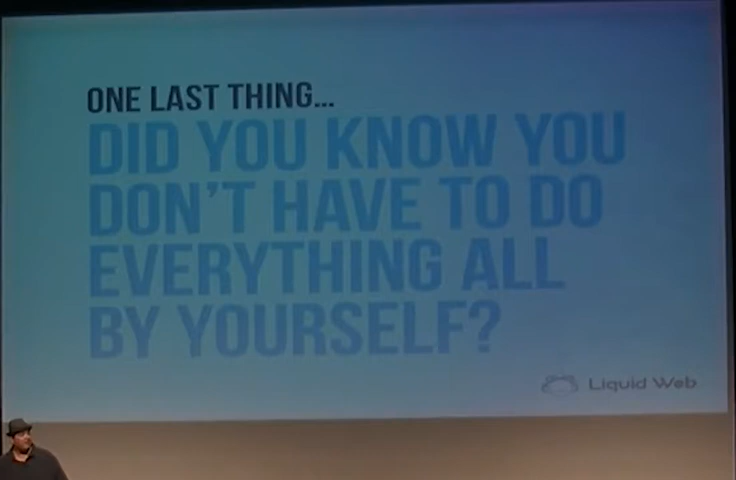 ONE LAST THING...
DID YOU KNOW YOU
DON'T HAVE TO DO
EVERYTHING ALL
BY YOURSELF?
Liquid Web